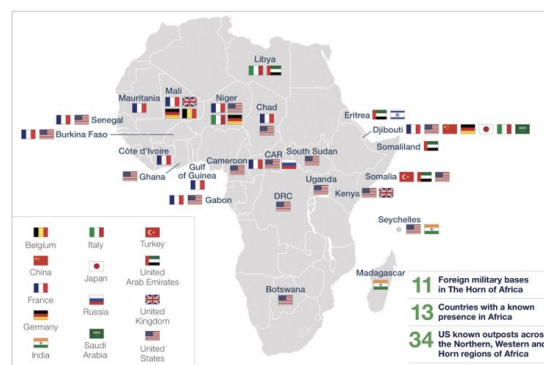 Libya
Mali
Mauritania
Niger
Chad
Senegal
Burkina Faso
Eritrea
Djibouti
Somaliland
Côte d'Ivoire
Gulf
of Guinea
Cameroon
CAR
South Sudan
Ghana
Somalia
Uganda
Kenya
Gabon
DRC
Seychelles
Madagascar
Botswana
Belgium
Italy
Turkey
China
Japan
United
Arab Emirates
France
Russia
United
Kingdom
Germany
India
Saudi
Arabia
United
States
11 Foreign military bases
in The Horn of Africa
13 Countries with a known
presence in Africa
34 US known outposts across
the Northern, Western and
Horn regions of Africa